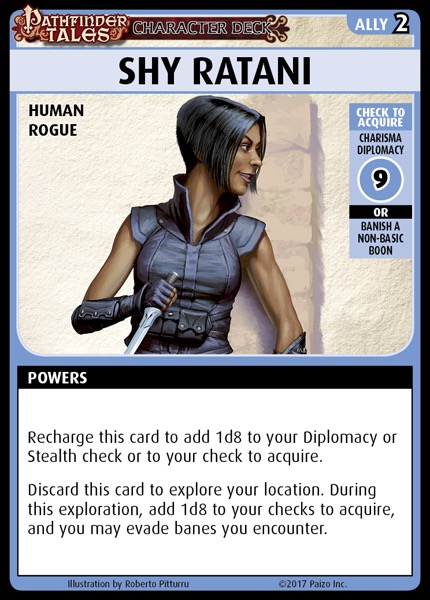 PATHFINDER
TALES
CHARACTER DECK
ALLY 2
SHY RATANI
HUMAN
ROGUE
CHECK TO
ACQUIRE
CHARISMA
DIPLOMACY
9
OR
BANISH A
NON-BASIC
BOON
POWERS
Recharge this card to add 1d8 to your Diplomacy or
Stealth check or to your check to acquire.
Discard this card to explore your location. During
this exploration, add 1d8 to your checks to acquire,
and you may evade banes you encounter.
Illustration by Roberto Pitturru
©2017 Paizo Inc.